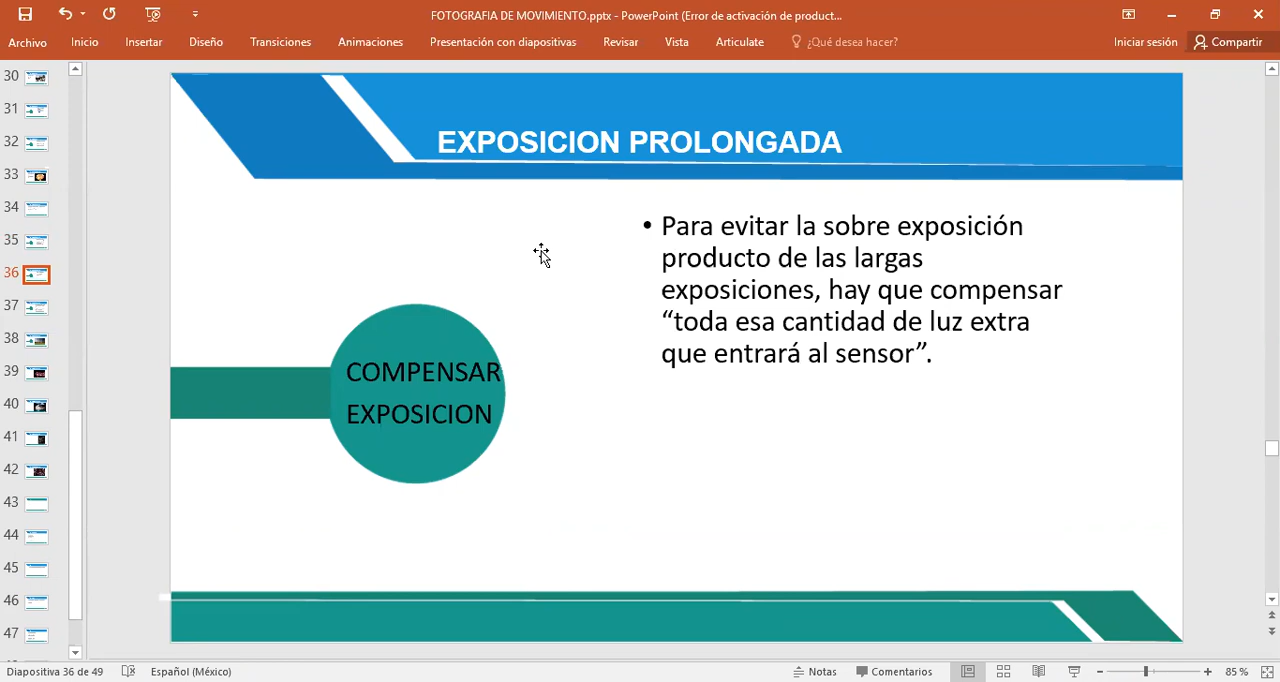 FOTOGRAFIA DE MOVIMIENTO.pptx - PowerPoint (Error de activación de product...
Archivo Inicio Insertar Diseño Transiciones Animaciones Presentación con diapositivas Revisar Vista Articulate ¿Qué desea hacer? Iniciar sesión Compartir
30
31
32
33
34
35
36
37
38
39
40
41
42
43
44
45
46
47
EXPOSICION PROLONGADA
COMPENSAR
EXPOSICION
• Para evitar la sobre exposición
producto de las largas
exposiciones, hay que compensar
“toda esa cantidad de luz extra
que entrará al sensor”.
Diapositiva 36 de 49 Español (México) Notas Comentarios 85 %